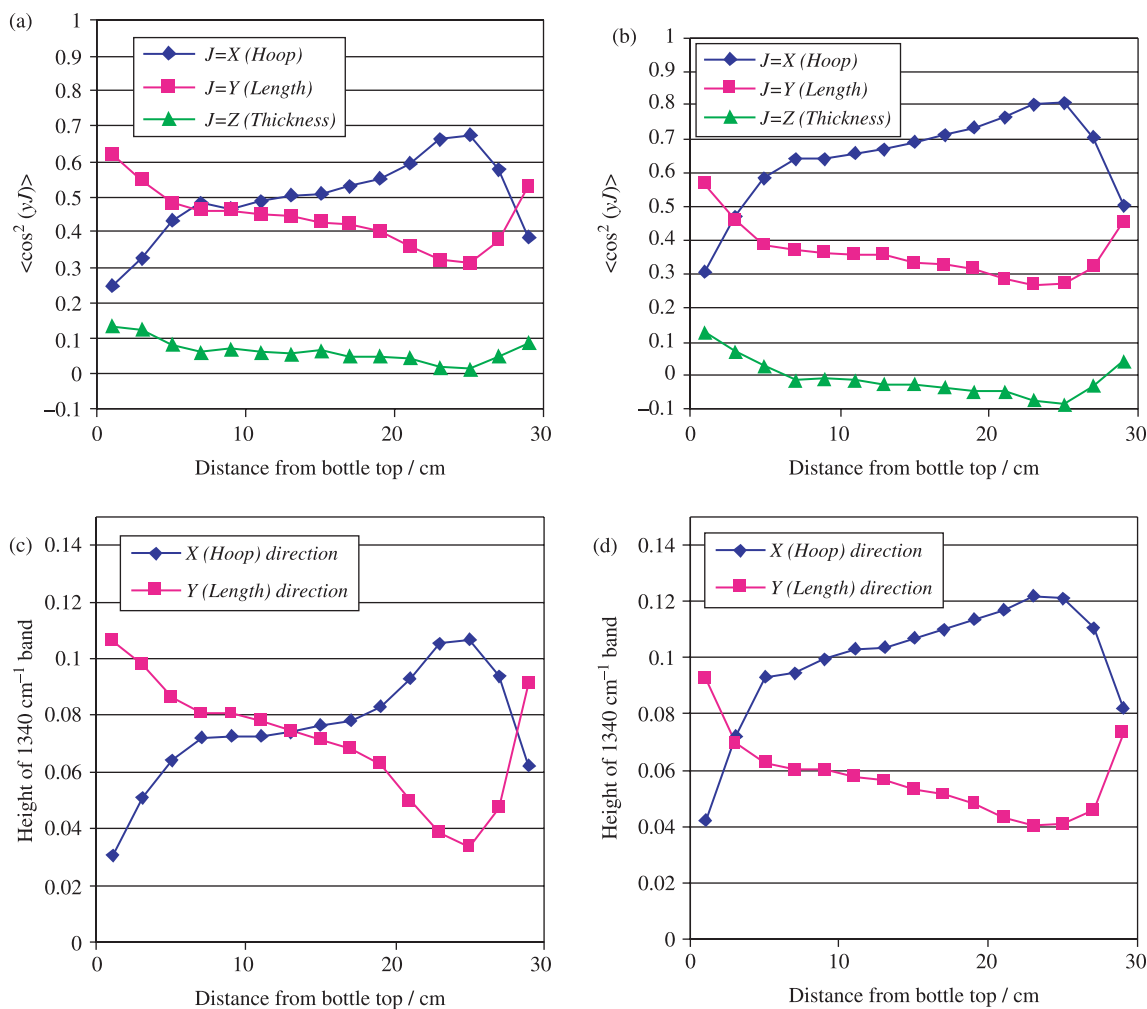 (a)
1
0.9
0.8
0.7
0.6
0.5
0.4
0.3
0.2
0.1
0
−0.1
<cos² (yJ)>
J=X (Hoop)
J=Y (Length)
J=Z (Thickness)
0 10 20 30
Distance from bottle top / cm
(b)
1
0.9
0.8
0.7
0.6
0.5
0.4
0.3
0.2
0.1
0
−0.1
<cos² (yJ)>
J=X (Hoop)
J=Y (Length)
J=Z (Thickness)
0 10 20 30
Distance from bottle top / cm
(c)
0.14
0.12
0.1
0.08
0.06
0.04
0.02
0
Height of 1340 cm⁻¹ band
X (Hoop) direction
Y (Length) direction
0 10 20 30
Distance from bottle top / cm
(d)
0.14
0.12
0.1
0.08
0.06
0.04
0.02
0
Height of 1340 cm⁻¹ band
X (Hoop) direction
Y (Length) direction
0 10 20 30
Distance from bottle top / cm